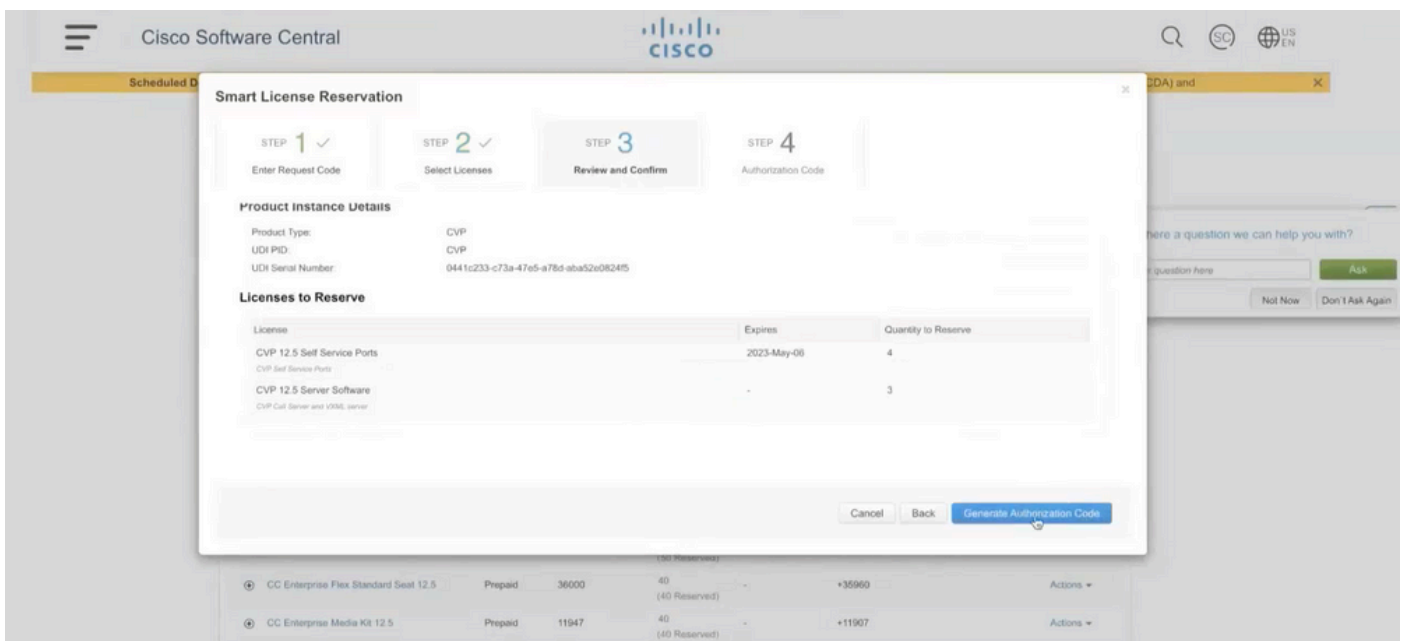 Cisco Software Central
CISCO
SC
US
EN
Scheduled D
CDA) and
×
Smart License Reservation
×
STEP 1 ✓
STEP 2 ✓
STEP 3
STEP 4
Enter Request Code
Select Licenses
Review and Confirm
Authorization Code
Product Instance Details
Product Type: CVP
UDI PID: CVP
UDI Serial Number: 0441c233-c73a-47e5-a78d-aba52e0824f5
here a question we can help you with?
question here
Ask
Not Now
Don't Ask Again
Licenses to Reserve
License Expires Quantity to Reserve
CVP 12.5 Self Service Ports 2023-May-06 4
CVP Self Service Ports
CVP 12.5 Server Software - 3
CVP Call Server and VXML server
Cancel Back Generate Authorization Code
(50 Reserved)
CC Enterprise Flex Standard Seat 12.5 Prepaid 36000 40 - +35960 Actions
(40 Reserved)
CC Enterprise Media Kit 12.5 Prepaid 11947 40 - +11907 Actions
(40 Reserved)